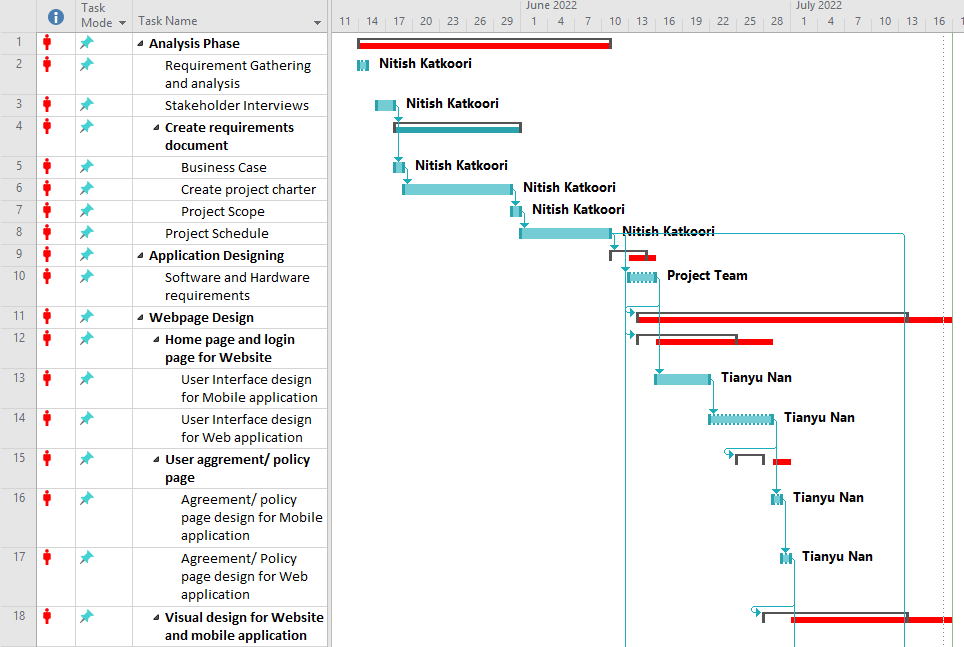 June 2022
July 2022
Task
Mode
Task Name
11 14 17 20 23 26 29 1 4 7 10 13 16 19 22 25 28 1 4 7 10 13 16 1
1 Analysis Phase
2 Requirement Gathering Nitish Katkoori
and analysis
3 Stakeholder Interviews Nitish Katkoori
4 Create requirements
document
5 Business Case Nitish Katkoori
6 Create project charter Nitish Katkoori
7 Project Scope Nitish Katkoori
8 Project Schedule Nitish Katkoori
9 Application Designing
10 Software and Hardware Project Team
requirements
11 Webpage Design
12 Home page and login
page for Website
13 User Interface design Tianyu Nan
for Mobile application
14 User Interface design Tianyu Nan
for Web application
15 User aggrement/ policy
page
16 Agreement/ policy Tianyu Nan
page design for Mobile
application
17 Agreement/ Policy Tianyu Nan
page design for Web
application
18 Visual design for Website
and mobile application